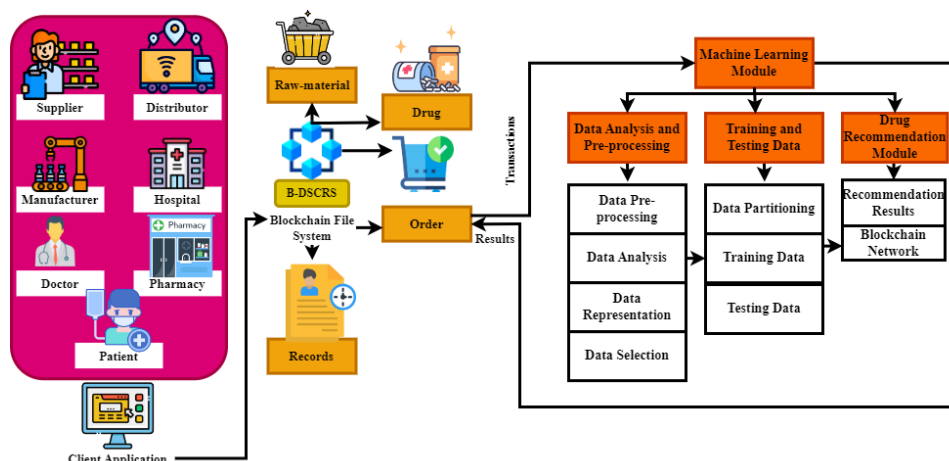 Supplier
Distributor
Manufacturer
Hospital
Pharmacy
Doctor
Pharmacy
Patient
Client Application
Raw-material
Drug
B-DSCRS
Blockchain File
System
Order
Records
Transactions
Results
Machine Learning
Module
Data Analysis and
Pre-processing
Training and
Testing Data
Drug
Recommendation
Module
Data Pre-
processing
Data Analysis
Data
Representation
Data Selection
Data Partitioning
Training Data
Testing Data
Recommendation
Results
Blockchain
Network